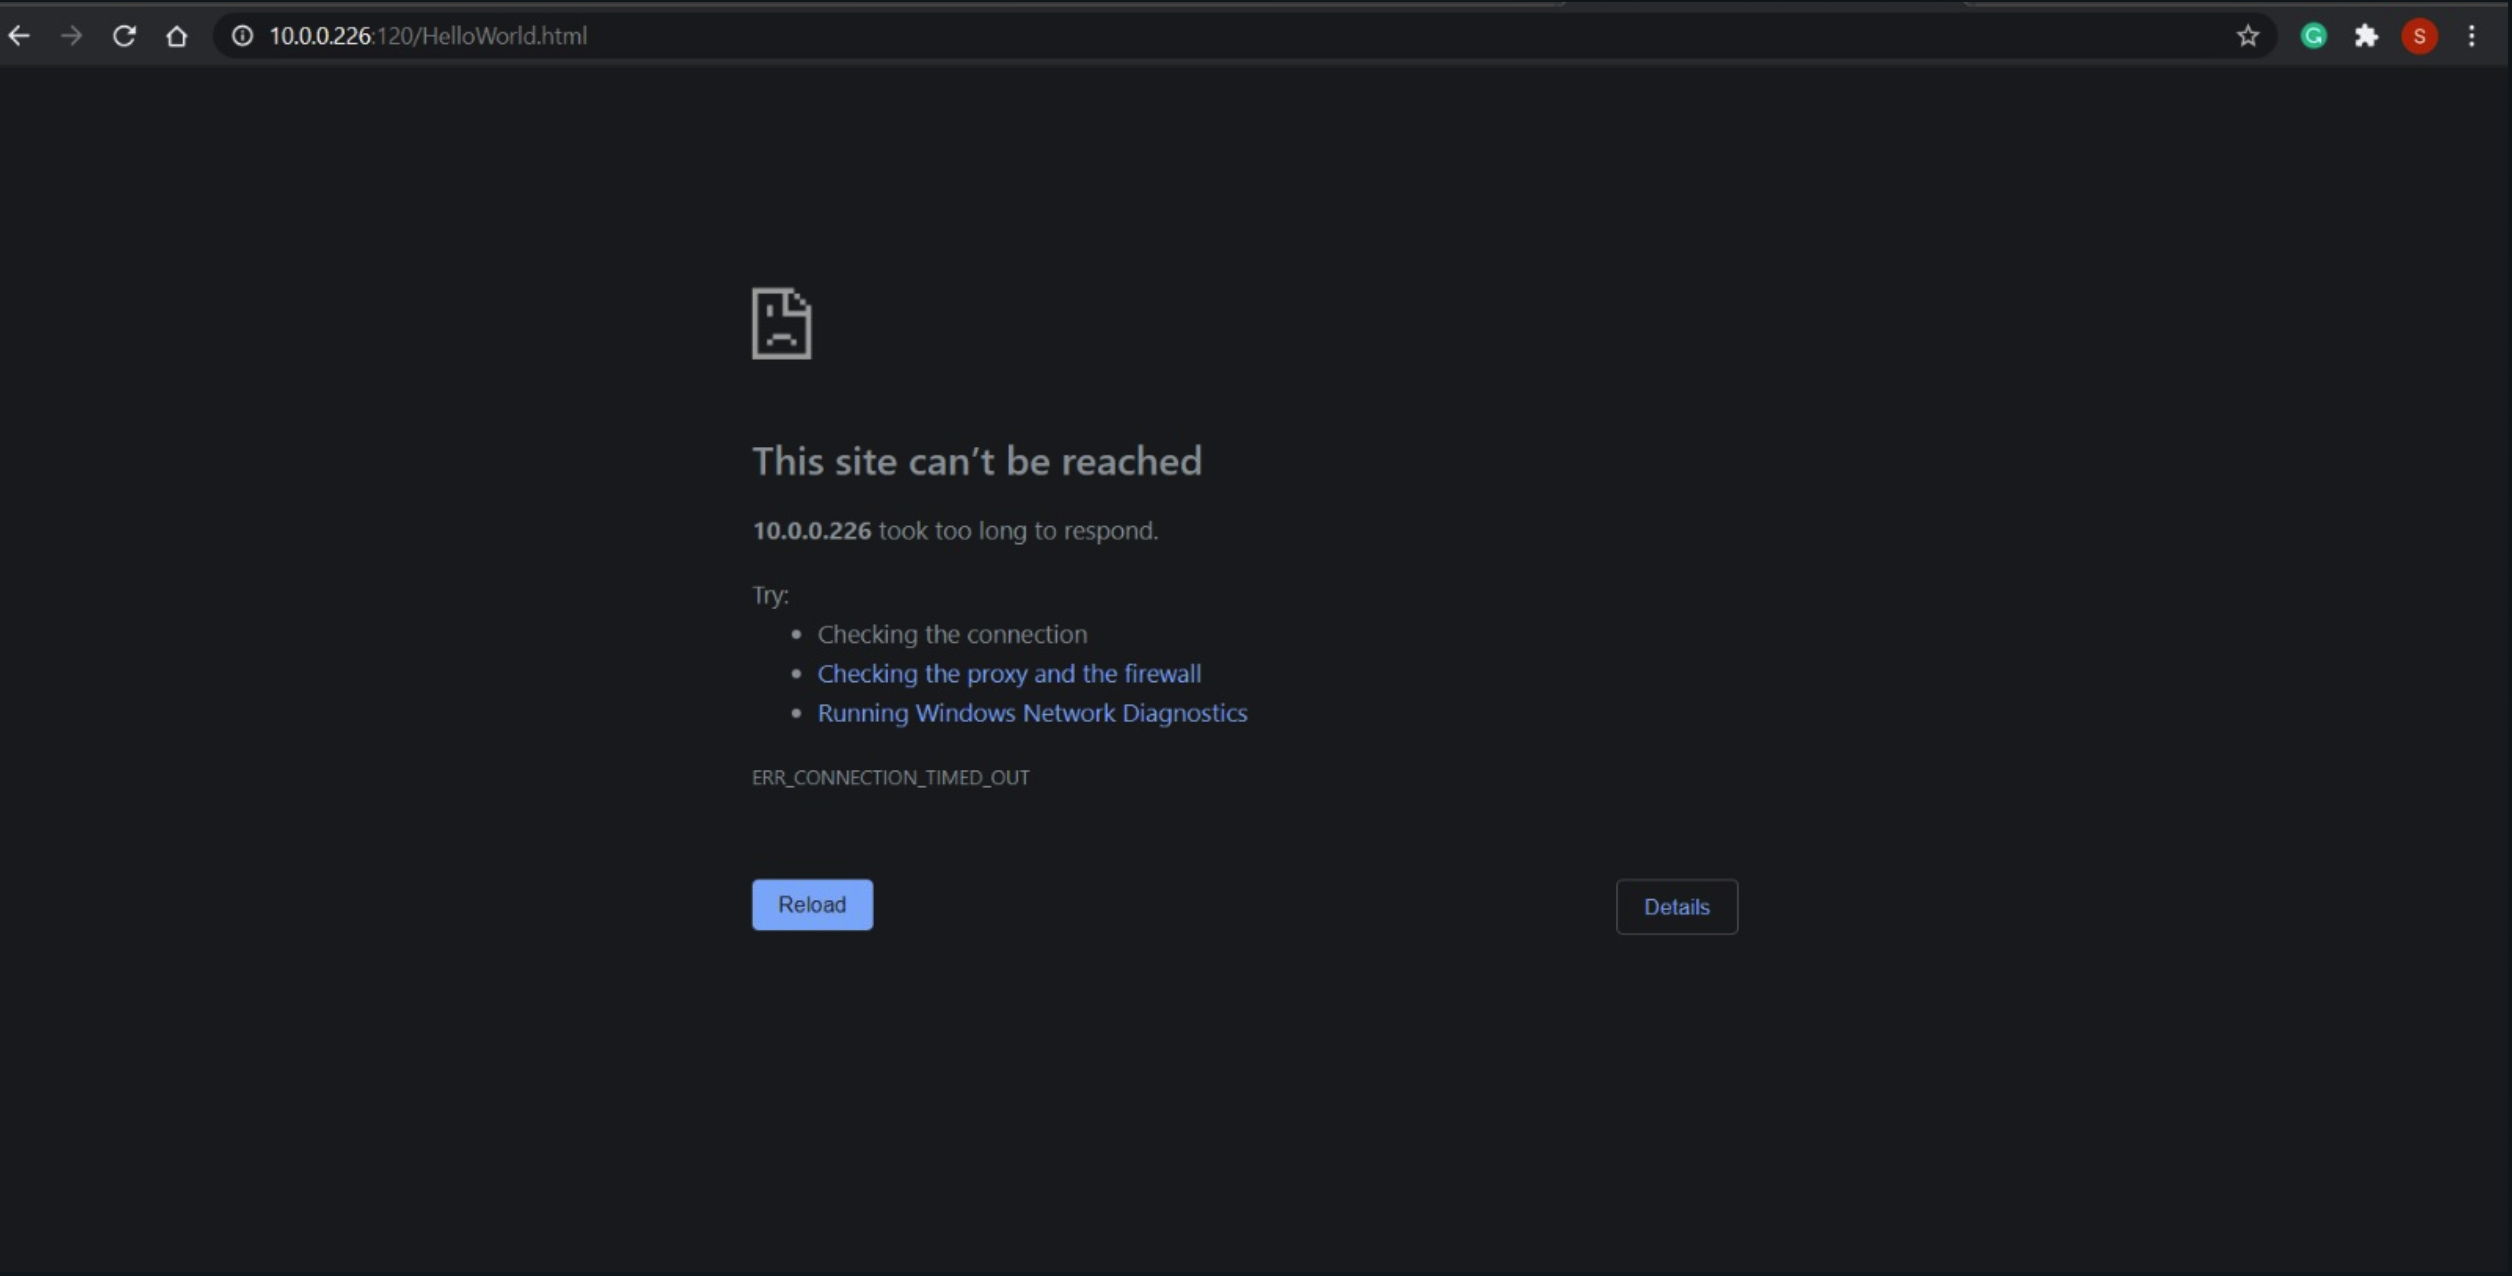 10.0.0.226:120/HelloWorld.html
S
This site can’t be reached
10.0.0.226 took too long to respond.
Try:
• Checking the connection
• Checking the proxy and the firewall
• Running Windows Network Diagnostics
ERR_CONNECTION_TIMED_OUT
Reload
Details